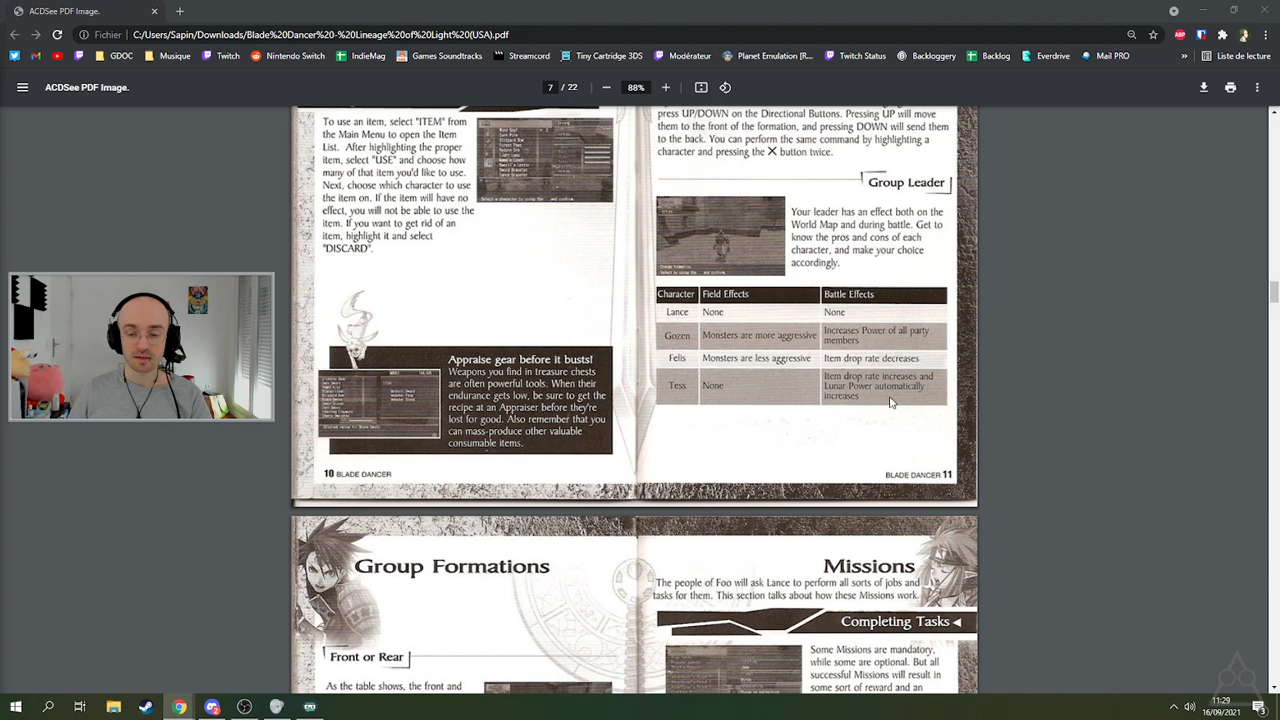 ACDSee PDF Image.
Fichier
C:/Users/Sapin/Downloads/Blade%20Dancer%20-%20Lineage%20of%20Light%20(USA).pdf
Twitter
GDOC
Musique
Twitch
Redneck Switch
IndieMag
Games Soundtracks
Streamcord
Tiny Cartridge 3DS
Modérateur
Planet Emulation [R...
Twitch Status
Backloggery
Backlog
Everdrive
Mail PRO
Liste de lecture
ACDSee PDF Image.
7 / 22
88%
To use an item, select "ITEM" from
the Main Menu to open the Item
List. After highlighting the proper
item, select "USE" and choose how
many of that item you'd like to use.
Next, choose which character to use
the item on. If the item will have no
effect, you will not be able to use the
item. If you want to get rid of an
item, highlight it and select
"DISCARD".
Appraise gear before it busts!
Weapons you find in treasure chests
are often powerful tools. When their
endurance gets low, be sure to get the
recipe at an Appraiser before they're
lost for good. Also remember that you
can mass-produce other valuable
consumable items.
10 BLADE DANCER
press UP/DOWN on the Directional Buttons. Pressing UP will move
them to the front of the formation, and pressing DOWN will send them
to the back. You can perform the same command by highlighting a
character and pressing the X button twice.
Group Leader
Your leader has an effect both on the
World Map and during battle. Get to
know the pros and cons of each
character, and make your choice
accordingly.
Character Field Effects Battle Effects
Lance None None
Gozen Monsters are more aggressive Increases Power of all party
members
Felis Monsters are less aggressive Item drop rate decreases
Tess None Item drop rate increases and
Lunar Power automatically
increases
BLADE DANCER 11
Group Formations
Front or Rear
As the table shows, the front and
Missions
The people of Foo will ask Lance to perform all sorts of jobs and
tasks for them. This section talks about how these Missions work.
Completing Tasks
Some Missions are mandatory,
while some are optional. But all
successful Missions will result in
some sort of reward and an
11:29
16/09/2021